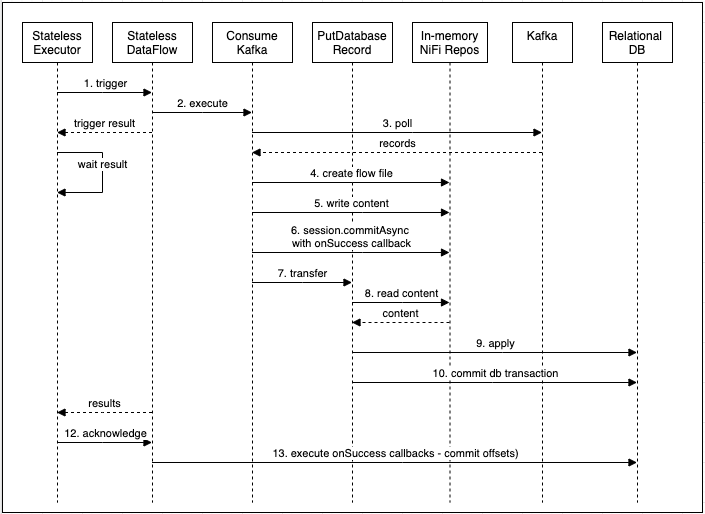 Stateless
Executor
Stateless
DataFlow
Consume
Kafka
PutDatabase
Record
In-memory
NiFi Repos
Kafka
Relational
DB
1. trigger
2. execute
trigger result
3. poll
records
wait result
4. create flow file
5. write content
6. session.commitAsync
with onSuccess callback
7. transfer
8. read content
content
9. apply
10. commit db transaction
results
12. acknowledge
13. execute onSuccess callbacks - commit offsets)